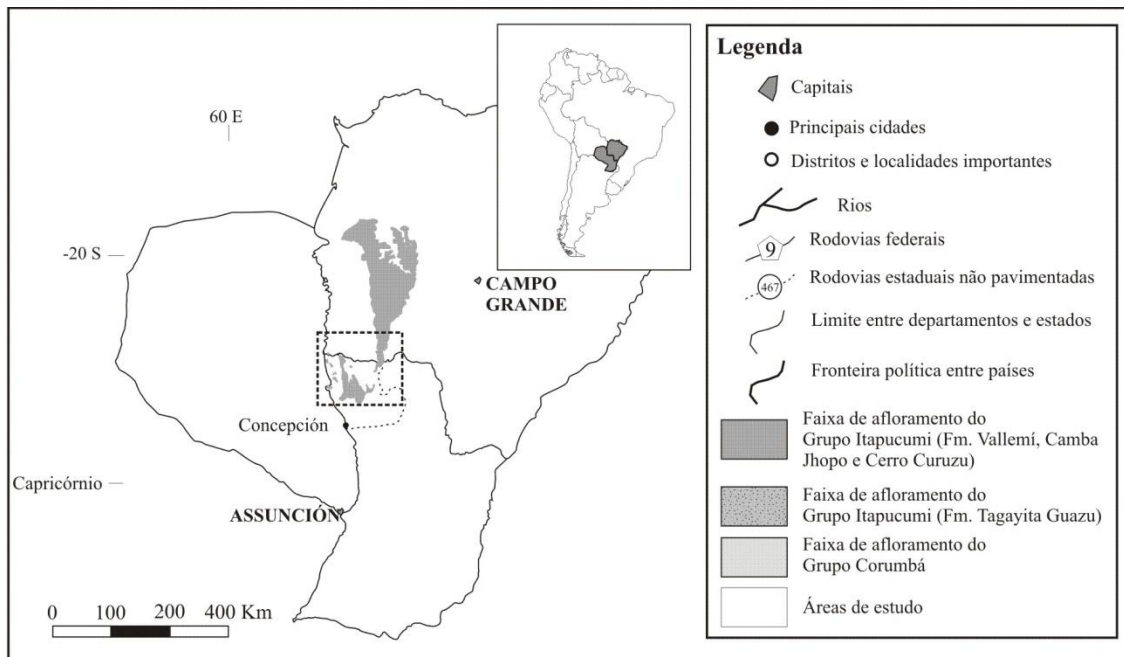 60 E
-20 S
CAMPO
GRANDE
Concepción
Capricórnio
ASSUNCIÓN
0 100 200 400 Km
Legenda
Capitais
Principais cidades
Distritos e localidades importantes
Rios
9
Rodovias federais
467
Rodovias estaduais não pavimentadas
Limite entre departamentos e estados
Fronteira política entre países
Faixa de afloramento do
Grupo Itapucumi (Fm. Vallemí, Camba
Jhopo e Cerro Curuzu)
Faixa de afloramento do
Grupo Itapucumi (Fm. Tagayita Guazu)
Faixa de afloramento do
Grupo Corumbá
Áreas de estudo